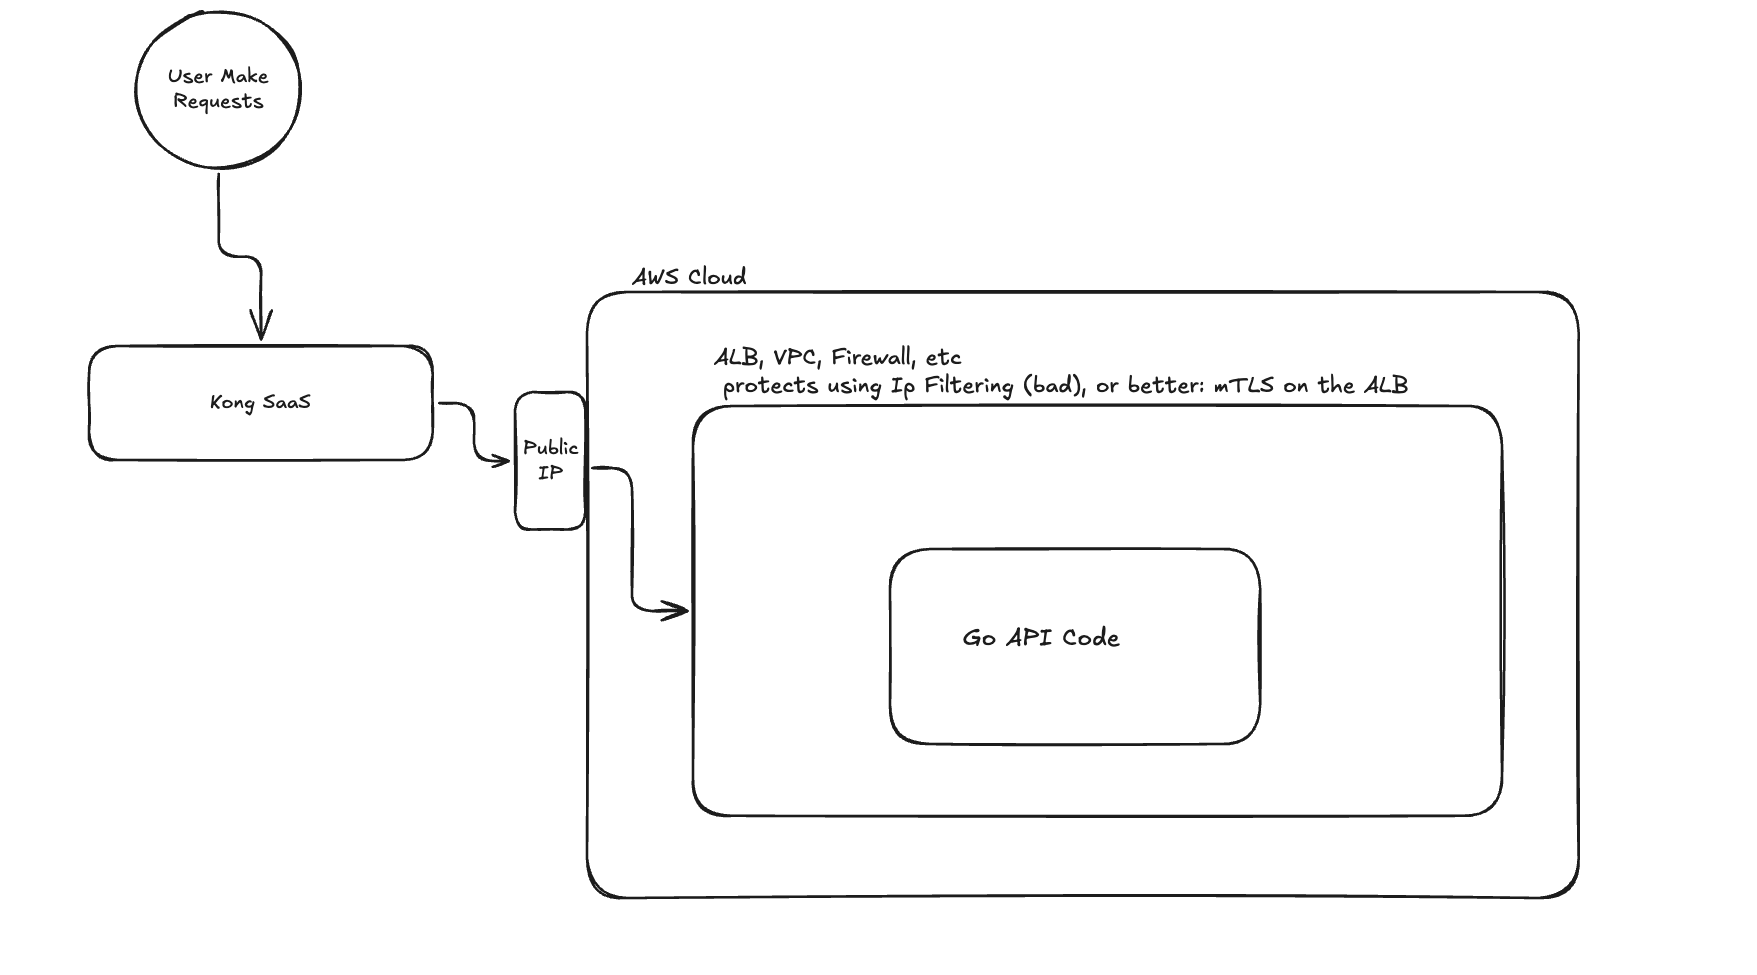 User Make
Requests
AWS Cloud
ALB, VPC, Firewall, etc
protects using Ip Filtering (bad), or better: mTLS on the ALB
Kong SaaS
Public
IP
Go API Code